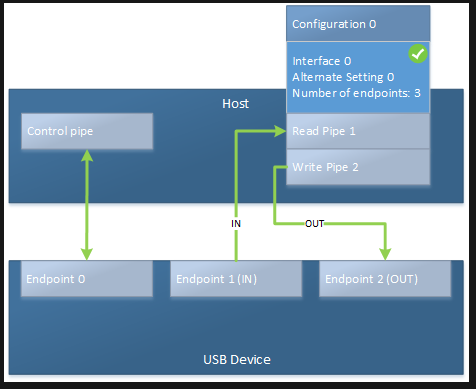 Configuration 0
Interface 0
Alternate Setting 0
Number of endpoints: 3
Host
Control pipe
Read Pipe 1
Write Pipe 2
IN
OUT
Endpoint 0
Endpoint 1 (IN)
Endpoint 2 (OUT)
USB Device